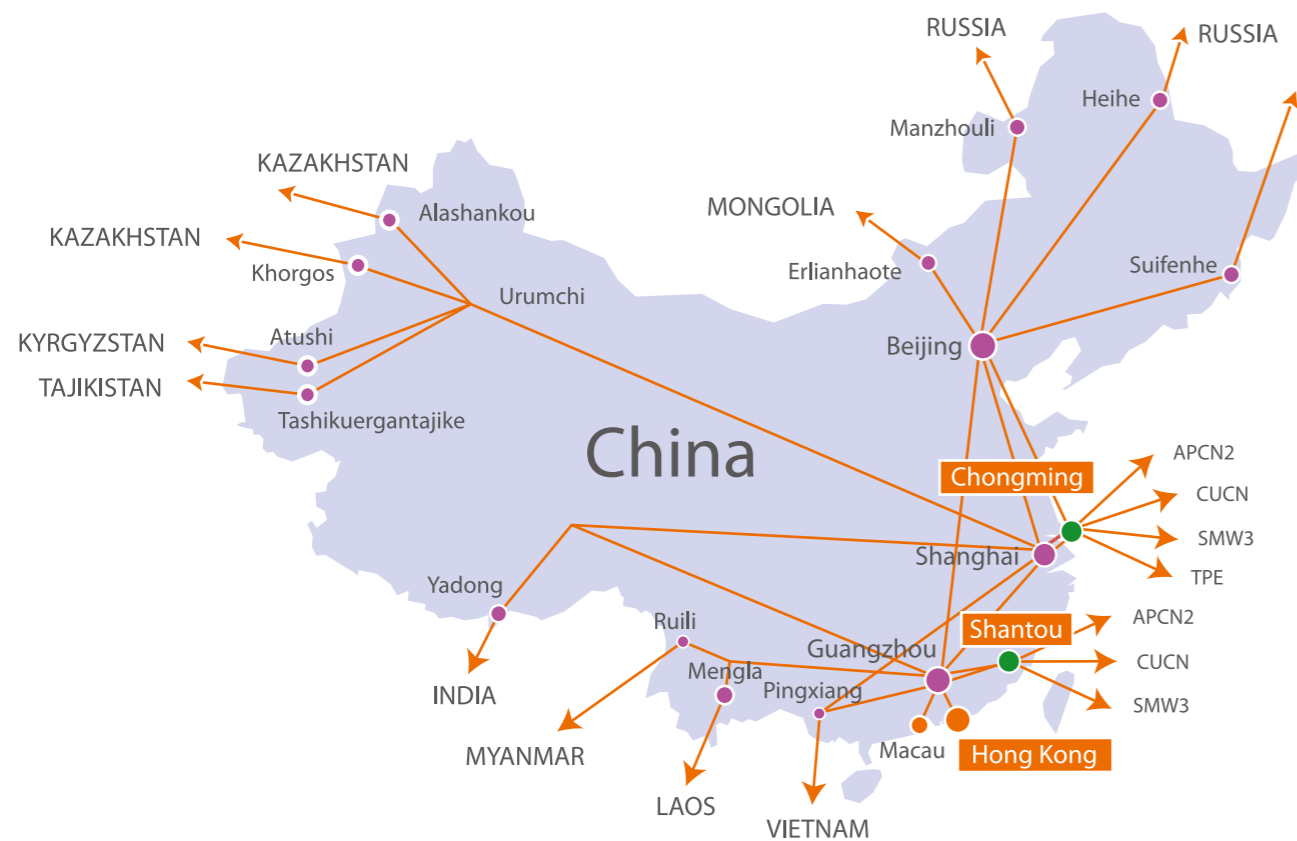 RUSSIA
RUSSIA
Heihe
Manzhouli
KAZAKHSTAN
Alashankou
MONGOLIA
KAZAKHSTAN
Khorgos
Erlianhaote
Suifenhe
Urumchi
Atushi
KYRGYZSTAN
Beijing
TAJIKISTAN
Tashikuergantajike
China
APCN2
Chongming
CUCN
SMW3
Shanghai
TPE
Yadong
APCN2
Ruili
Shantou
Guangzhou
CUCN
Mengla
Pingxiang
INDIA
SMW3
MYANMAR
Macau
Hong Kong
LAOS
VIETNAM